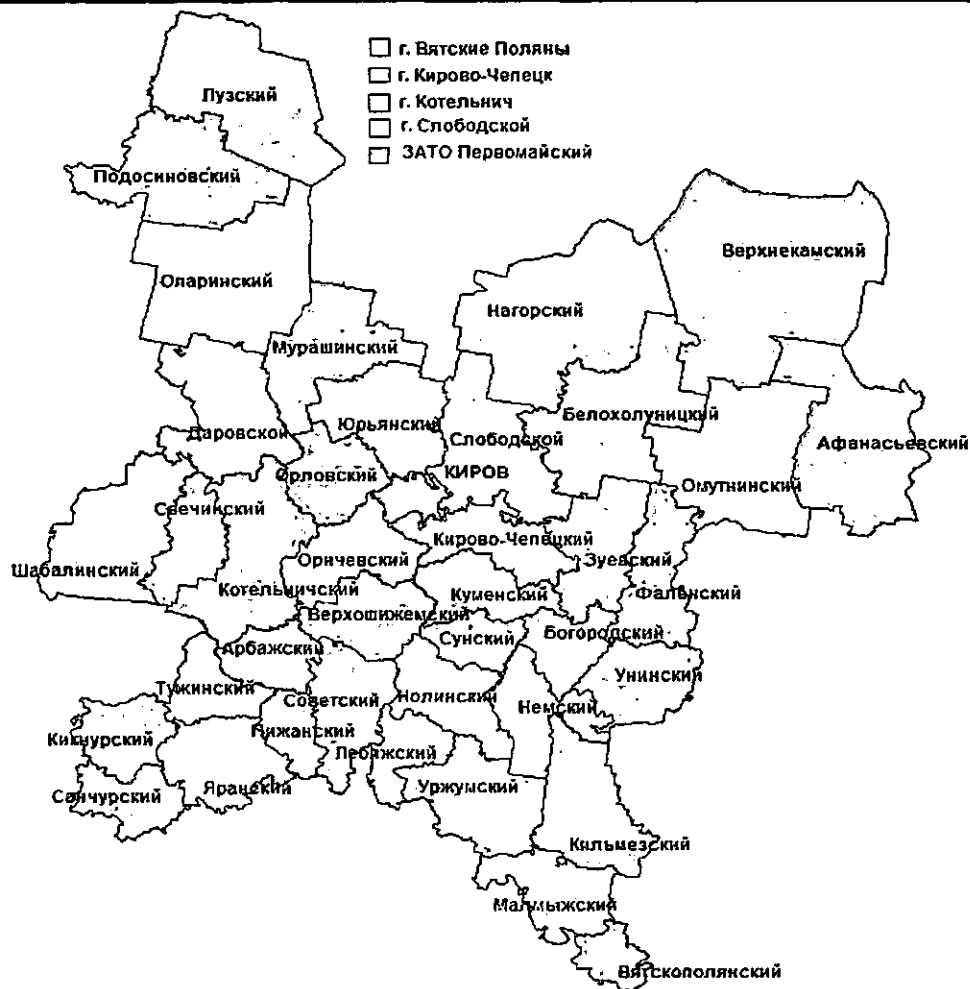 г. Вятские Поляны
г. Кирово-Чепецк
г. Котельнич
г. Слободской
ЗАТО Первомайский
Лузский
Подосиновский
Опаринский
Верхнекамский
Нагорский
Мурашинский
Белохолуницкий
Юрьянский
Даровской
Слободской
Афанасьевский
Орловский
КИРОВ
Омутнинский
Свечинский
Кирово-Чепецкий
Оричевский
Зуевский
Шабалинский
Котельничский
Куменский
Фаленский
Верхошижемский
Сунский
Богородский
Арбажский
Унинский
Тужинский
Советский
Нолинский
Немский
Пижанский
Кикнурский
Лебяжский
Санчурский
Яранский
Уржумский
Кильмезский
Малмыжский
Вятскополянский